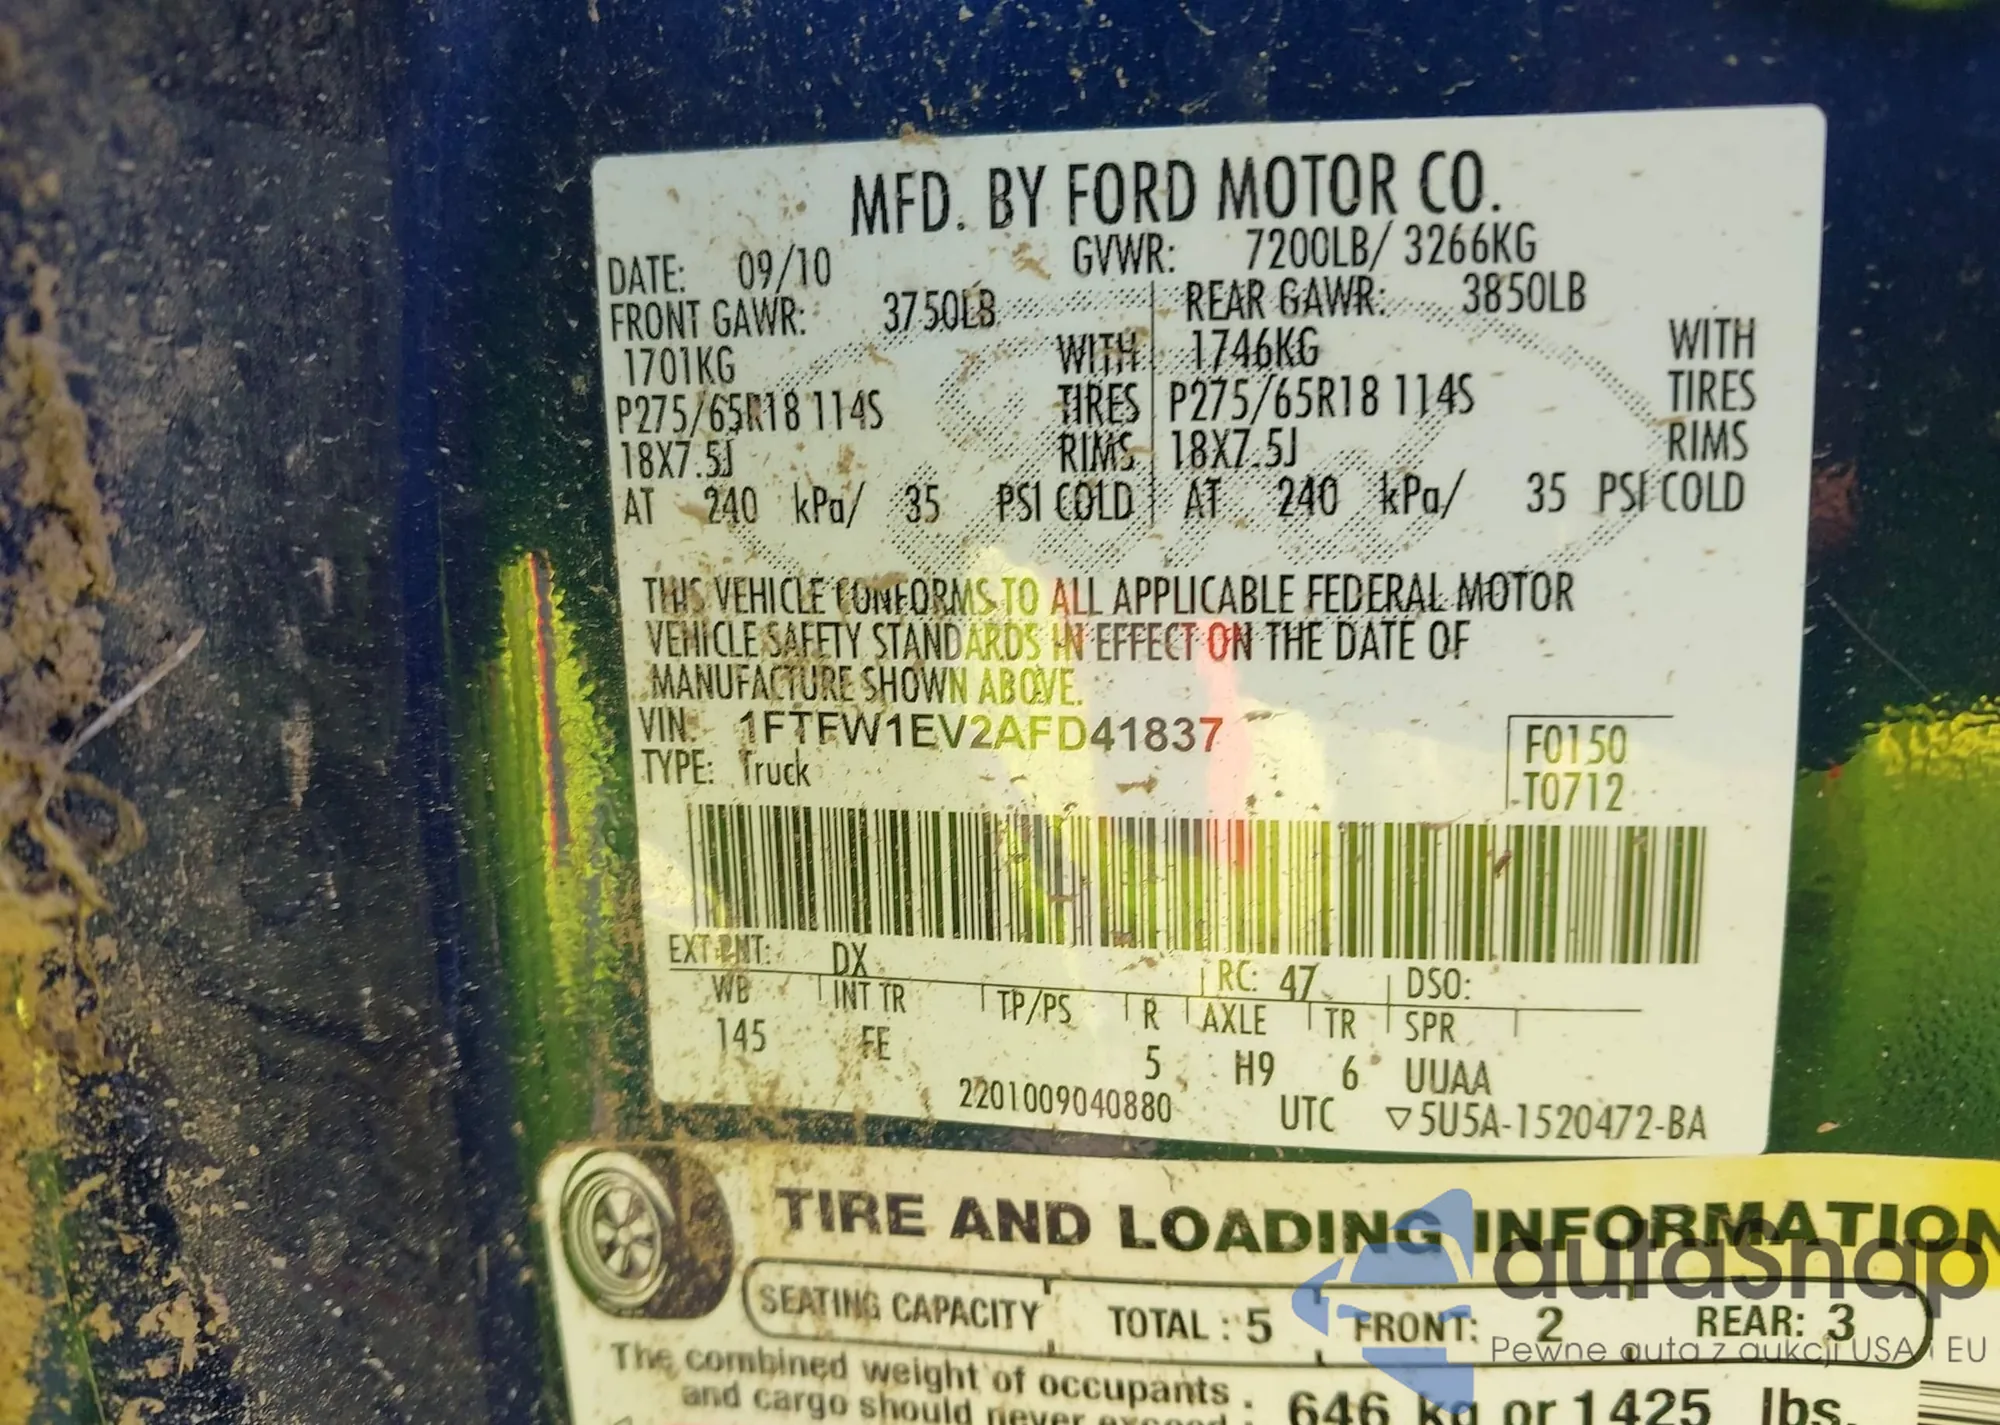 MFD. BY FORD MOTOR CO.
DATE: 09/10 GVWR: 7200LB/ 3266KG
FRONT GAWR: 3750LB REAR GAWR: 3850LB
1701KG WITH 1746KG WITH
P275/65R18 114S TIRES P275/65R18 114S TIRES
18X7.5J RIMS 18X7.5J RIMS
AT 240 kPa/ 35 PSI COLD AT 240 kPa/ 35 PSI COLD
THIS VEHICLE CONFORMS TO ALL APPLICABLE FEDERAL MOTOR
VEHICLE SAFETY STANDARDS IN EFFECT ON THE DATE OF
MANUFACTURE SHOWN ABOVE.
VIN: 1FTFW1EV2AFD41837 F0150
TYPE: Truck T0712
EXT PNT: DX RC: 47 DSO:
WB INT TR TP/PS R AXLE TR SPR
145 FE 5 H9 6 UUAA
2201009040880 UTC ▽5U5A-1520472-BA
TIRE AND LOADING INFORMATION
SEATING CAPACITY TOTAL : 5 FRONT: 2 REAR: 3
The combined weight of occupants
and cargo should never 646 kg or 1425 lbs.
autoSnap
Pewne auta z aukcji USA i EU